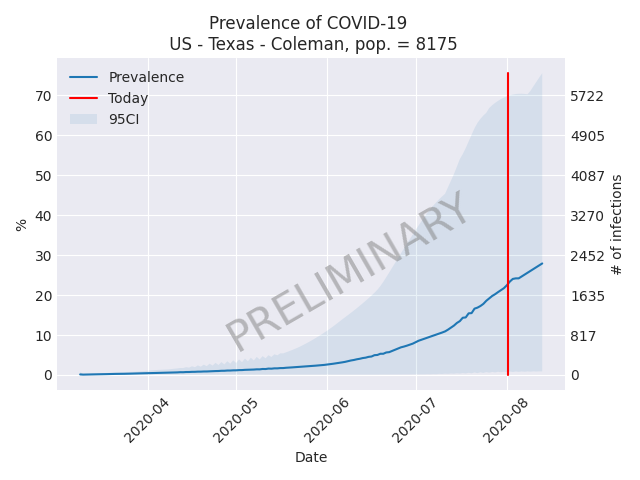 Prevalence of COVID-19
US - Texas - Coleman, pop. = 8175
Prevalence
Today
95CI
PRELIMINARY
%
70
60
50
40
30
20
10
0
5722
4905
4087
3270
2452
1635
817
0
# of infections
2020-04
2020-05
2020-06
2020-07
2020-08
Date